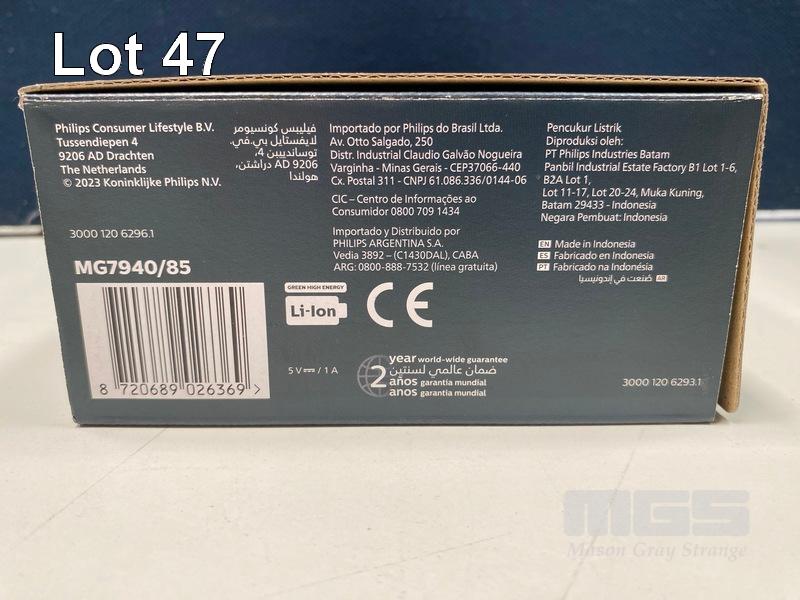 Lot 47
Philips Consumer Lifestyle B.V.
Tussendiepen 4
9206 AD Drachten
The Netherlands
© 2023 Koninklijke Philips N.V.
فيليبس كونسيومر
لايفستايل بي.في.
توسانديبن 4،
9206 AD دراشتن،
هولندا
Importado por Philips do Brasil Ltda.
Av. Otto Salgado, 250
Distr. Industrial Claudio Galvão Nogueira
Varginha - Minas Gerais - CEP37066-440
Cx. Postal 311 - CNPJ 61.086.336/0144-06
CIC – Centro de Informações ao
Consumidor 0800 709 1434
Importado y Distribuido por
PHILIPS ARGENTINA S.A.
Vedia 3892 – (C1430DAL), CABA
ARG: 0800-888-7532 (línea gratuita)
Pencukur Listrik
Diproduksi oleh:
PT Philips Industries Batam
Panbil Industrial Estate Factory B1 Lot 1-6,
B2A Lot 1,
Lot 11-17, Lot 20-24, Muka Kuning,
Batam 29433 - Indonesia
Negara Pembuat: Indonesia
EN Made in Indonesia
ES Fabricado en Indonesia
PT Fabricado na Indonésia
AR صُنعت في إندونيسيا
3000 120 6296.1
MG7940/85
8 720689 026369 >
GREEN HIGH ENERGY
Li-Ion
CE
5 V⎓ / 1 A
2 year world-wide guarantee
ضمان عالمي لسنتين
años garantía mundial
anos garantia mundial
3000 120 6293.1
MGS
Mason Gray Strange